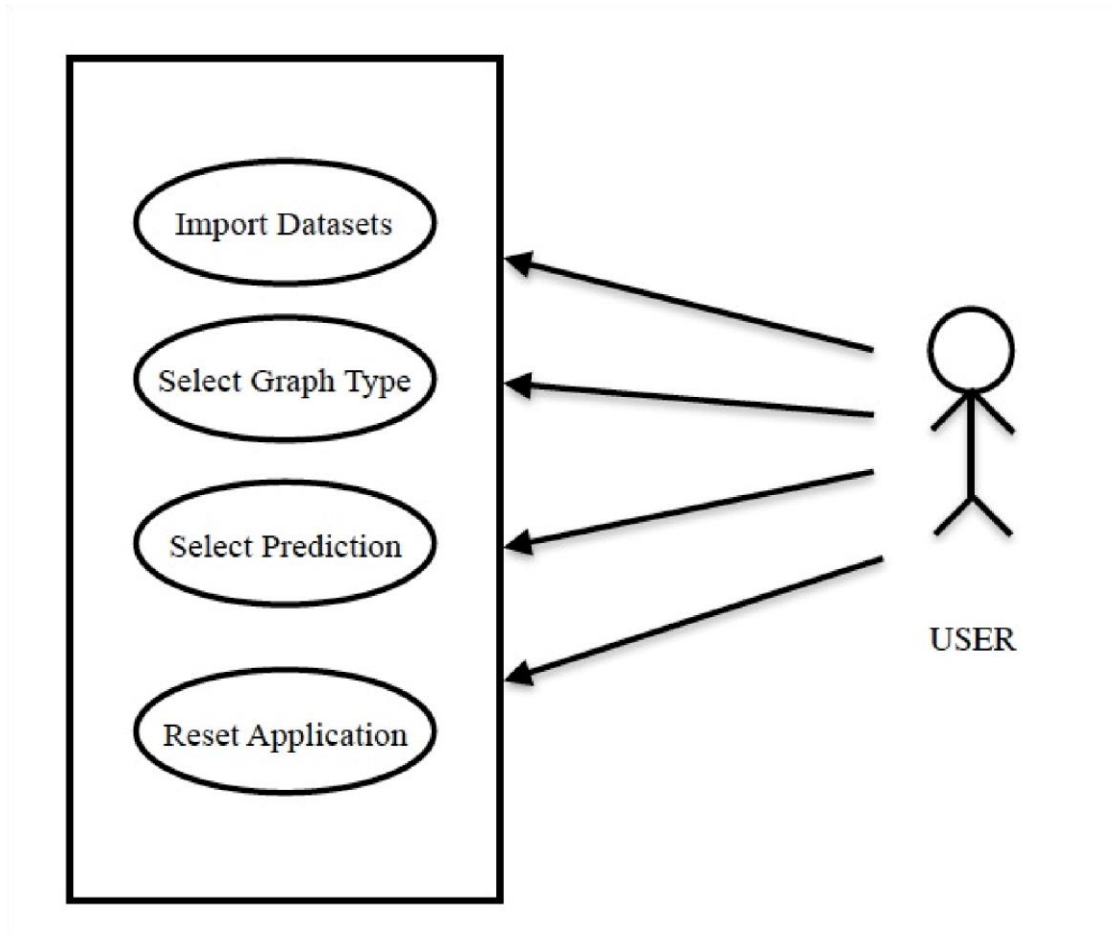 Import Datasets
Select Graph Type
Select Prediction
Reset Application
USER